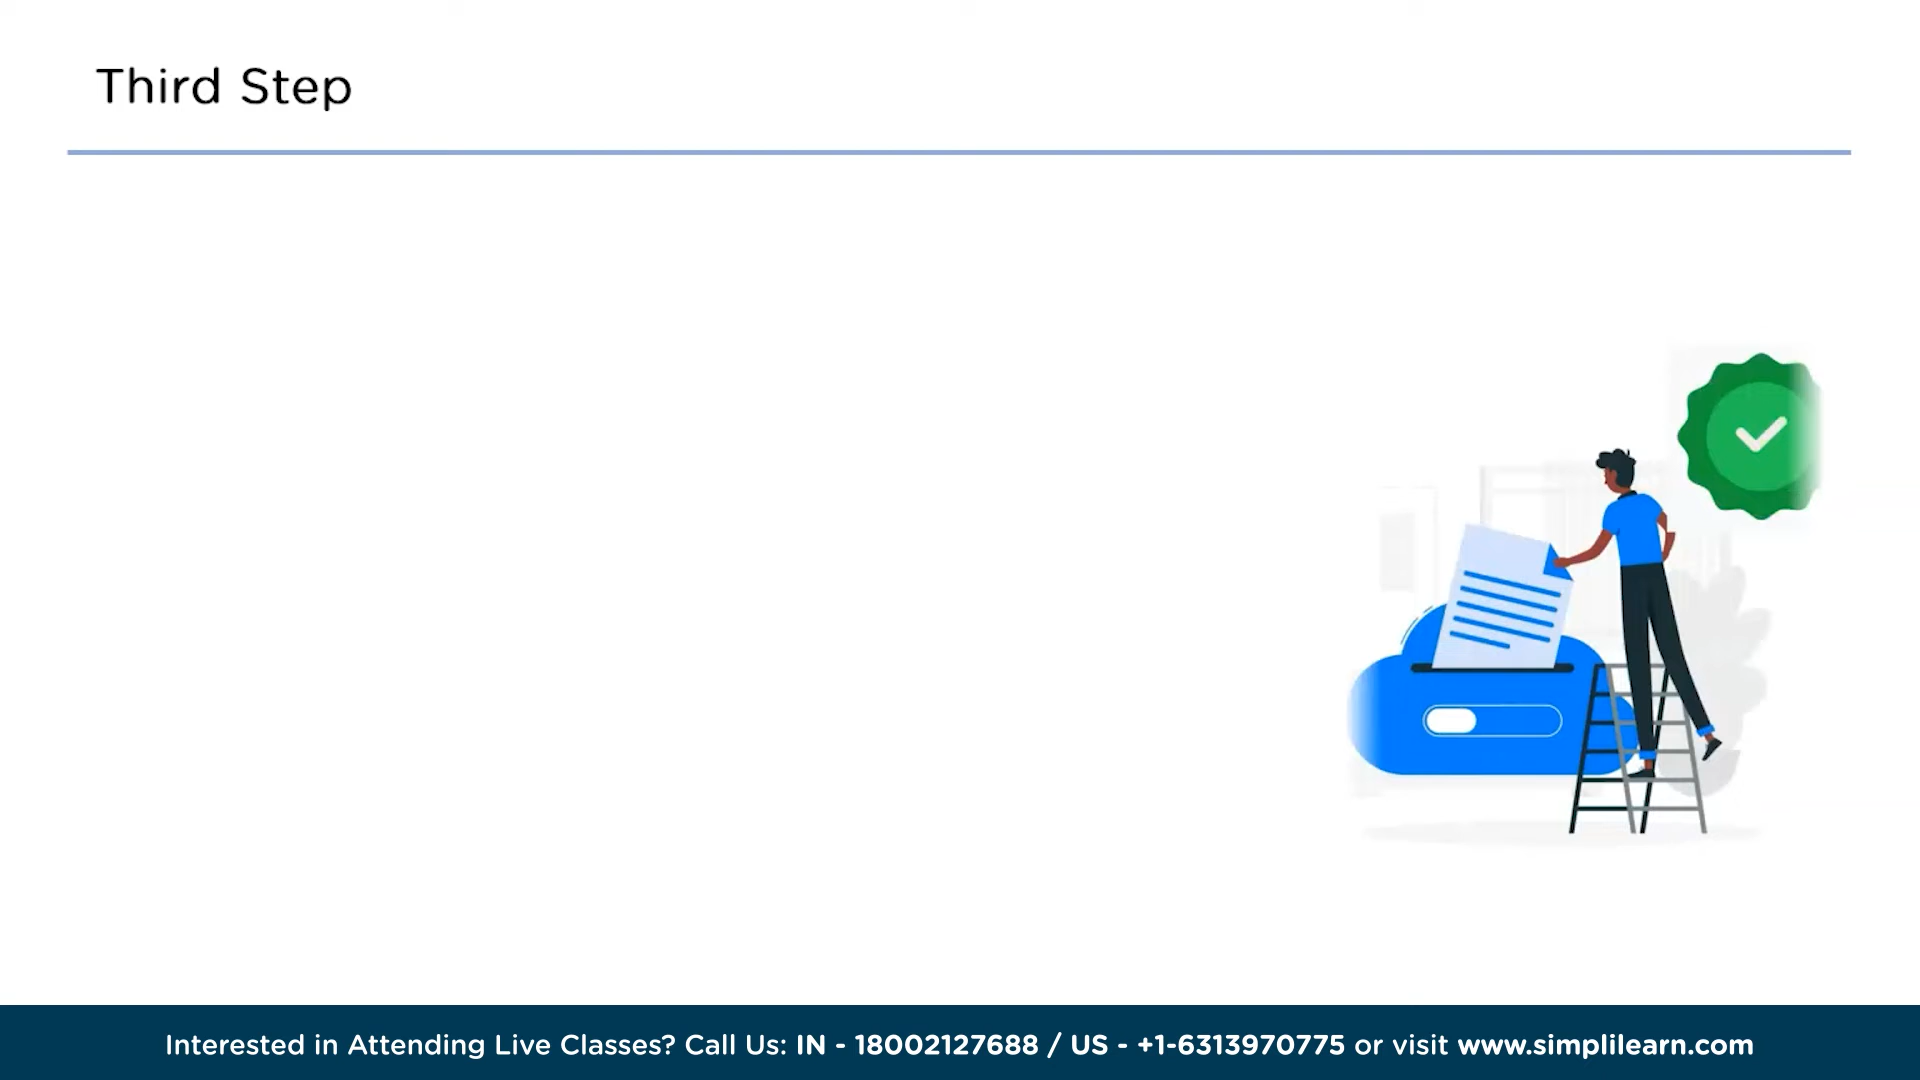 Third Step
Interested in Attending Live Classes? Call Us: IN - 18002127688 / US - +1-6313970775 or visit www.simplilearn.com